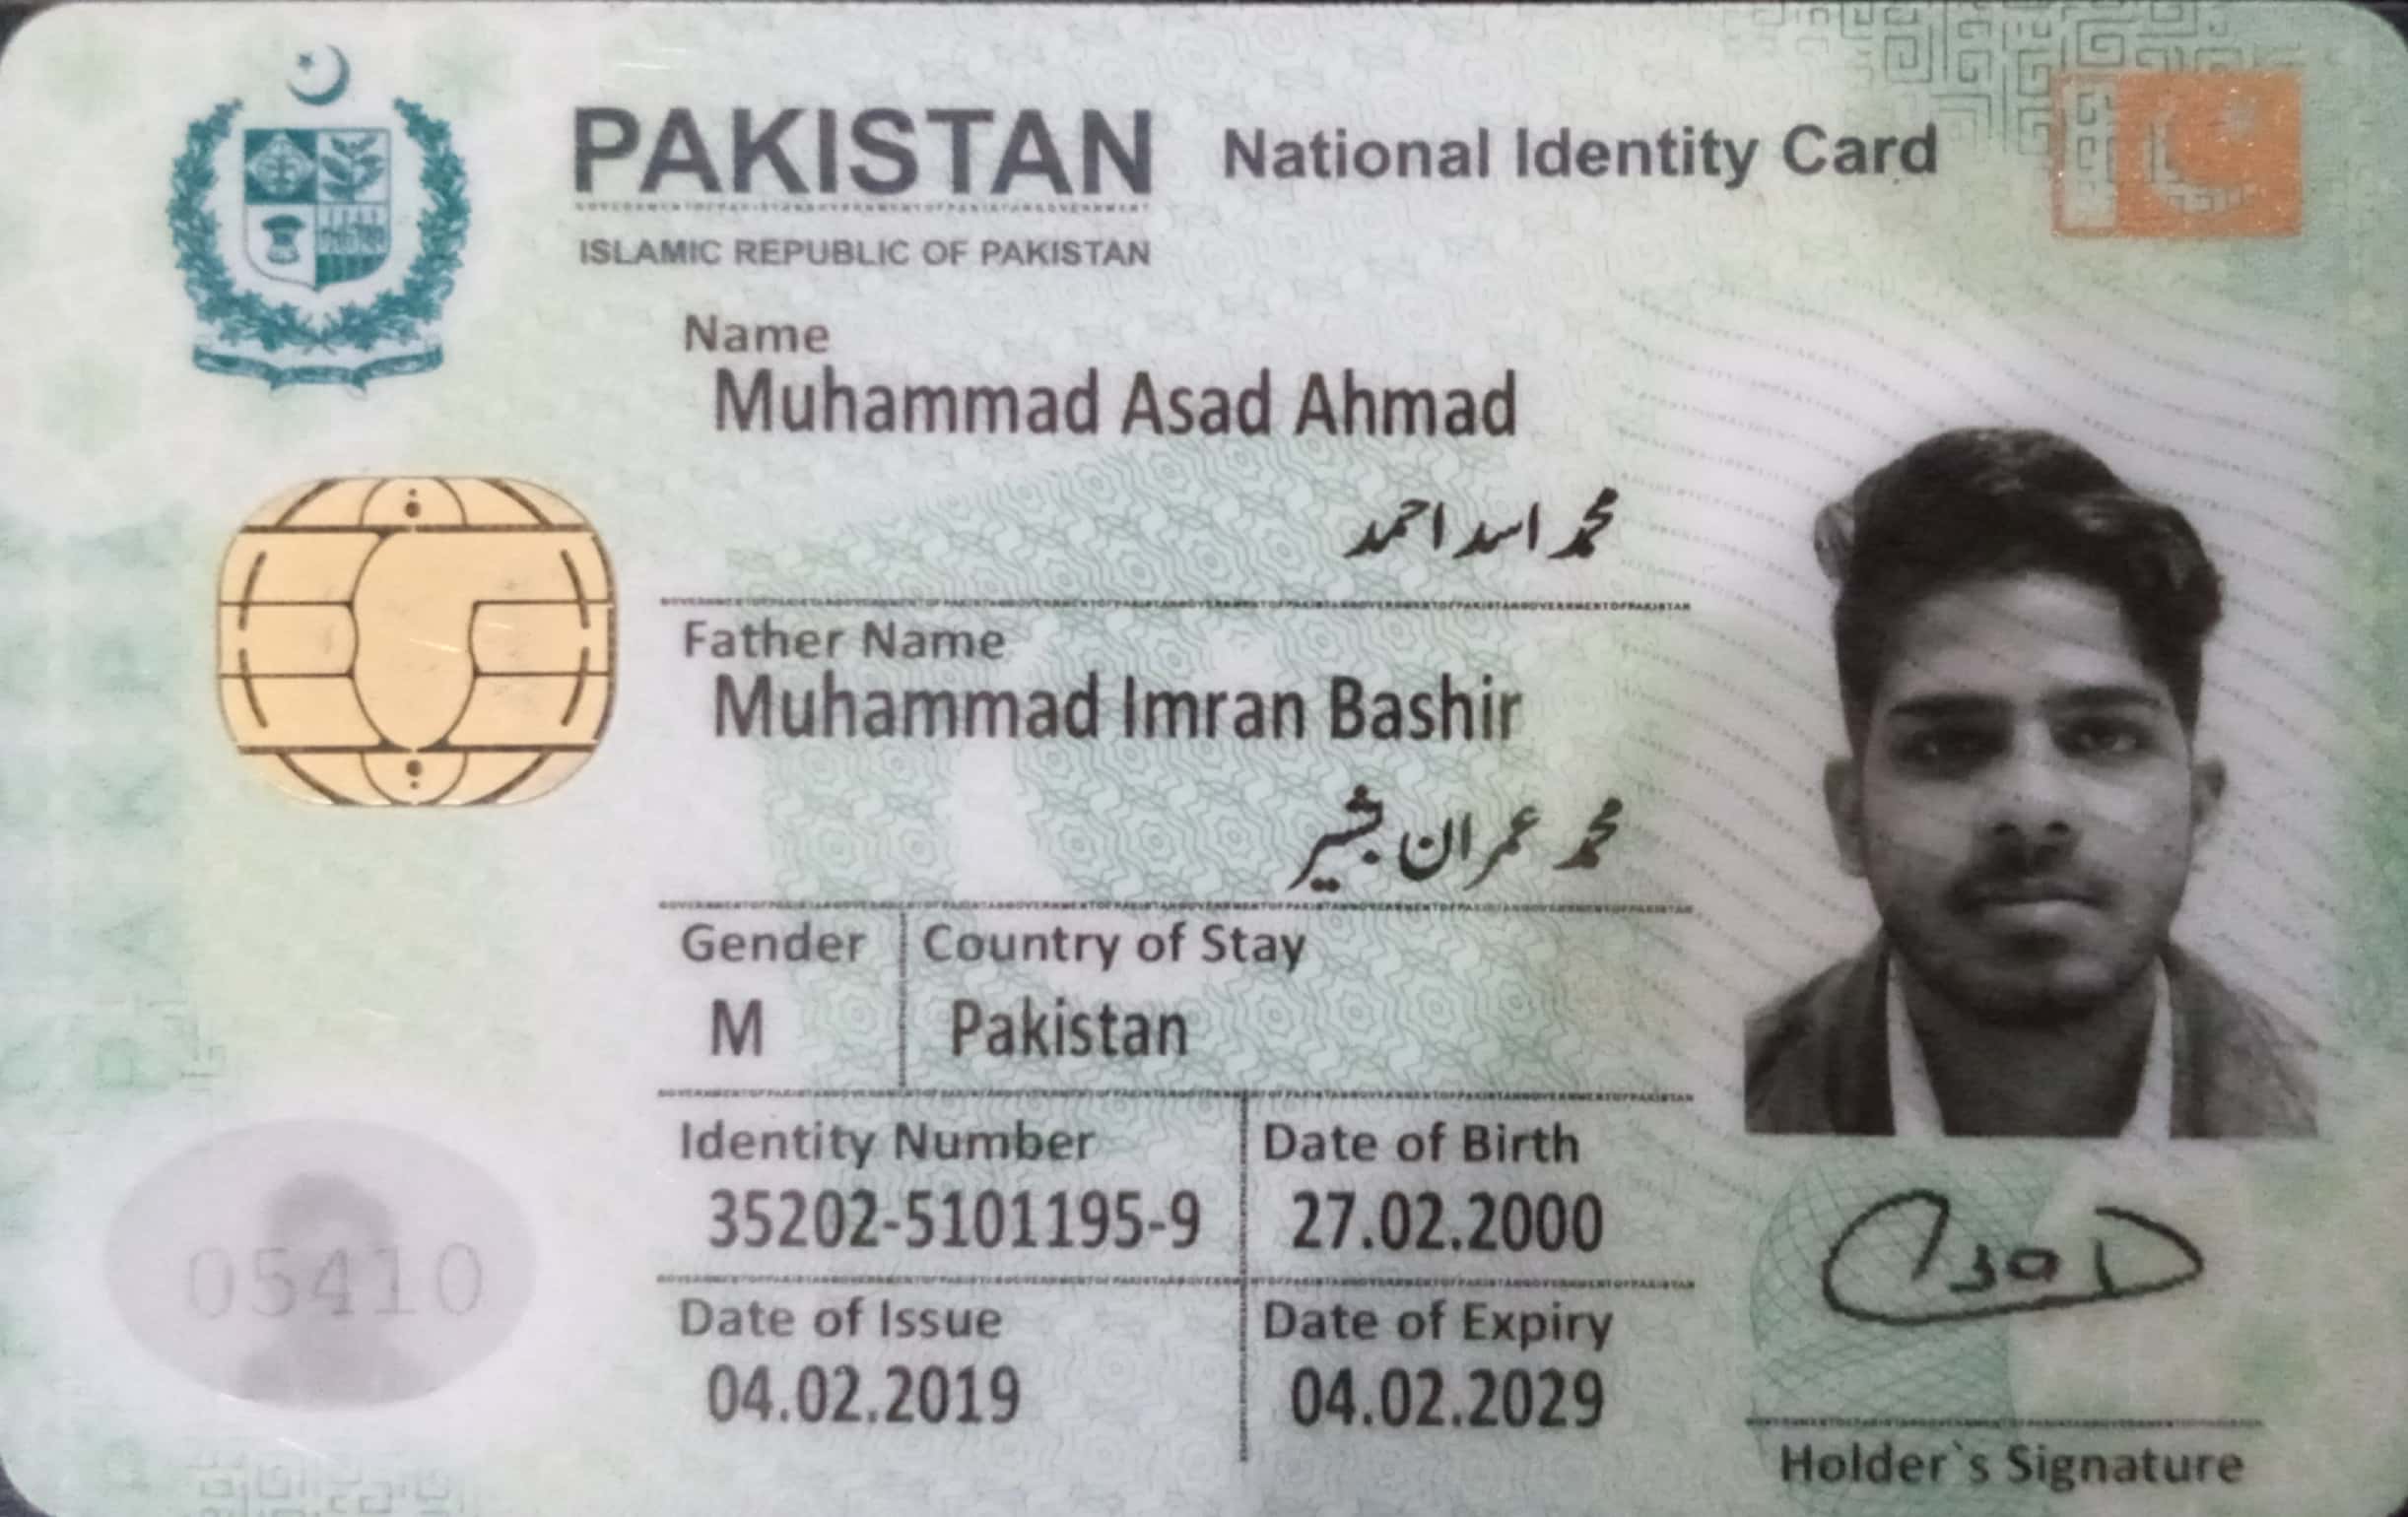 PAKISTAN National Identity Card
ISLAMIC REPUBLIC OF PAKISTAN
Name
Muhammad Asad Ahmad
محمد اسد احمد
Father Name
Muhammad Imran Bashir
محمد عمران بشیر
Gender Country of Stay
M Pakistan
Identity Number Date of Birth
35202-5101195-9 27.02.2000
Date of Issue Date of Expiry
04.02.2019 04.02.2029
05410
Asad
Holder`s Signature